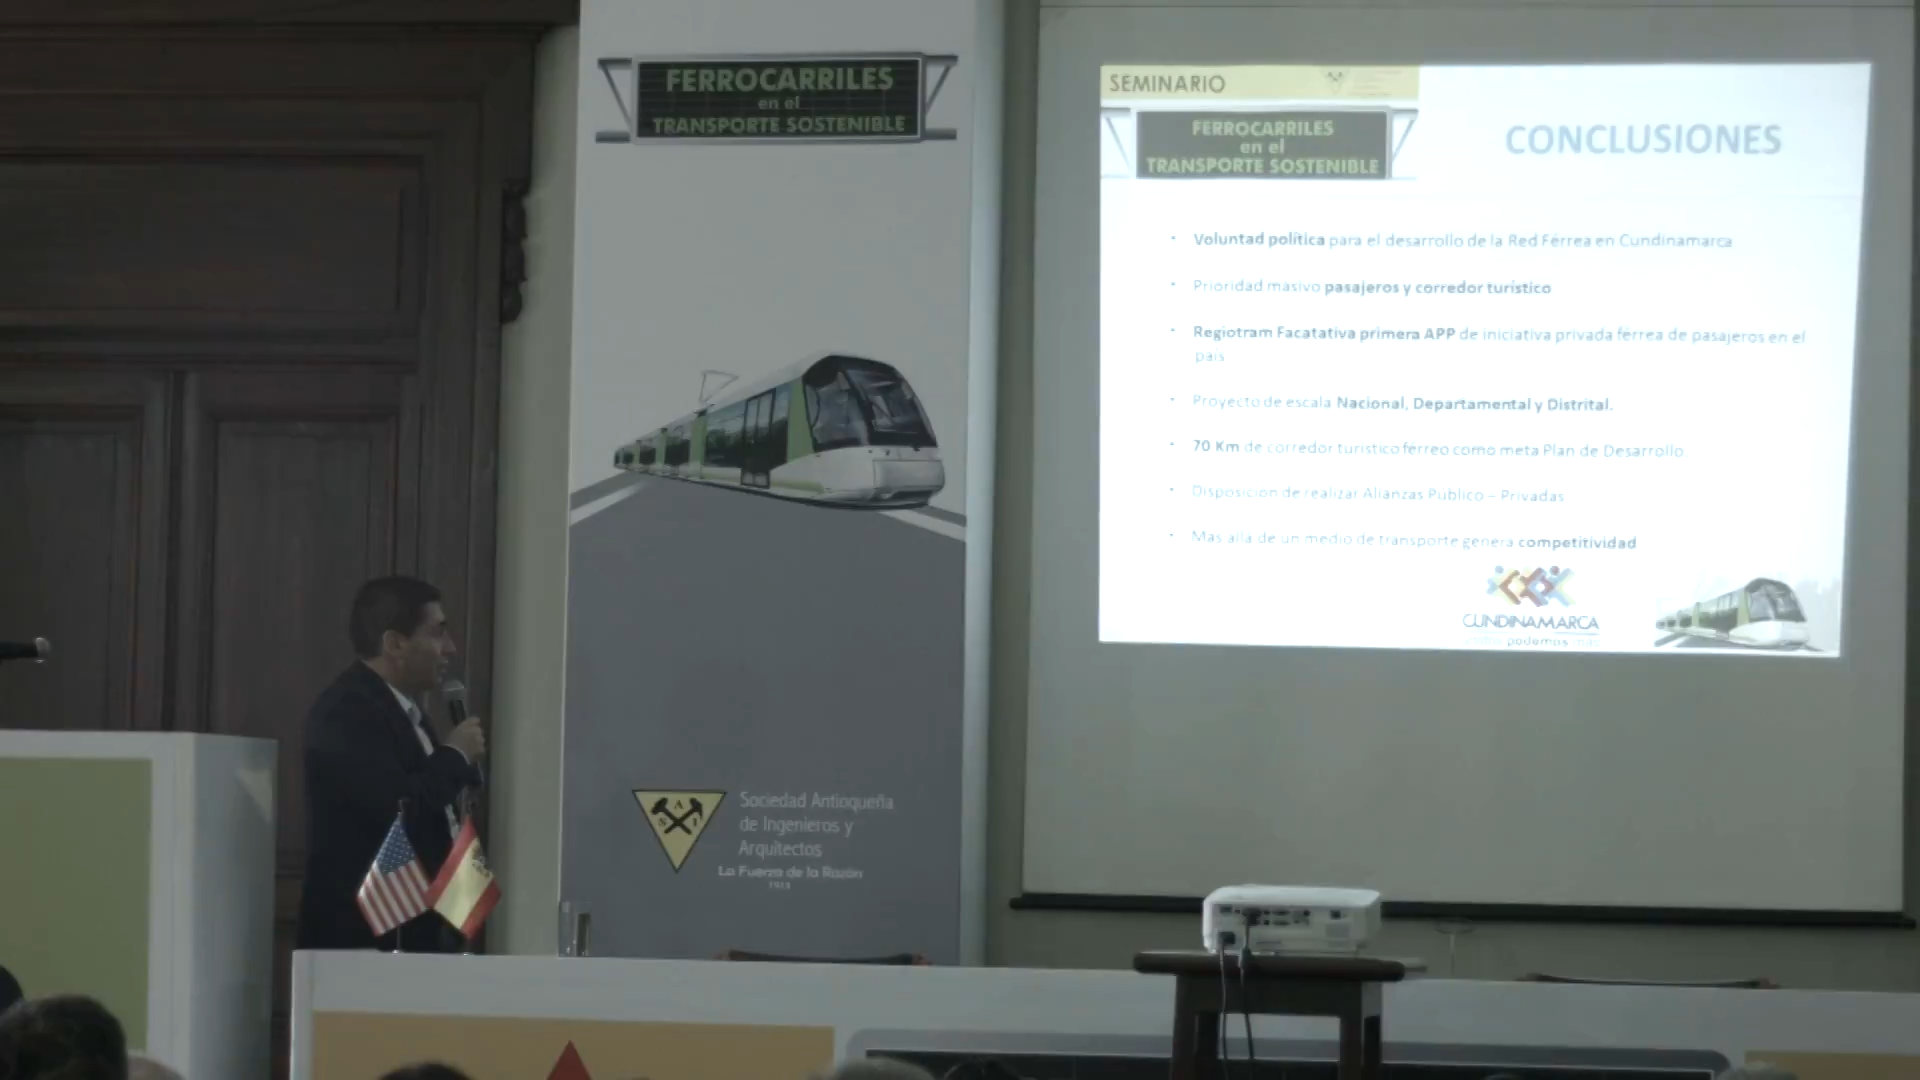 FERROCARRILES
en el
TRANSPORTE SOSTENIBLE
S A I
Sociedad Antioqueña
de Ingenieros y
Arquitectos
La Fuerza de la Razón
1913
SEMINARIO
FERROCARRILES
en el
TRANSPORTE SOSTENIBLE
CONCLUSIONES
· Voluntad política para el desarrollo de la Red Férrea en Cundinamarca
· Prioridad masivo pasajeros y corredor turístico
· Registram Facatativa primera APP de iniciativa privada férrea de pasajeros en el
país
· Proyecto de escala Nacional, Departamental y Distrital.
· 70 Km de corredor turístico férreo como meta Plan de Desarrollo
· Disposición de realizar Alianzas Público – Privadas
· Mas alla de un medio de transporte genera competitividad
CUNDINAMARCA
podemos más